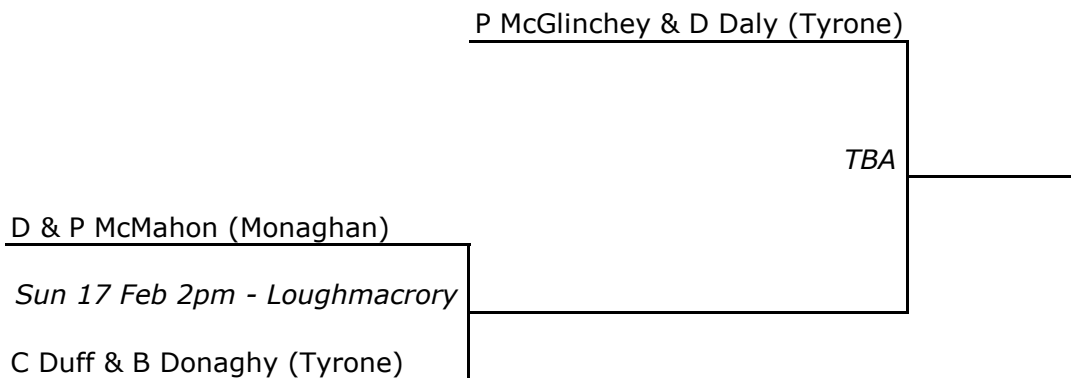 P McGlinchey & D Daly (Tyrone)
TBA
D & P McMahon (Monaghan)
Sun 17 Feb 2pm - Loughmacrory
C Duff & B Donaghy (Tyrone)